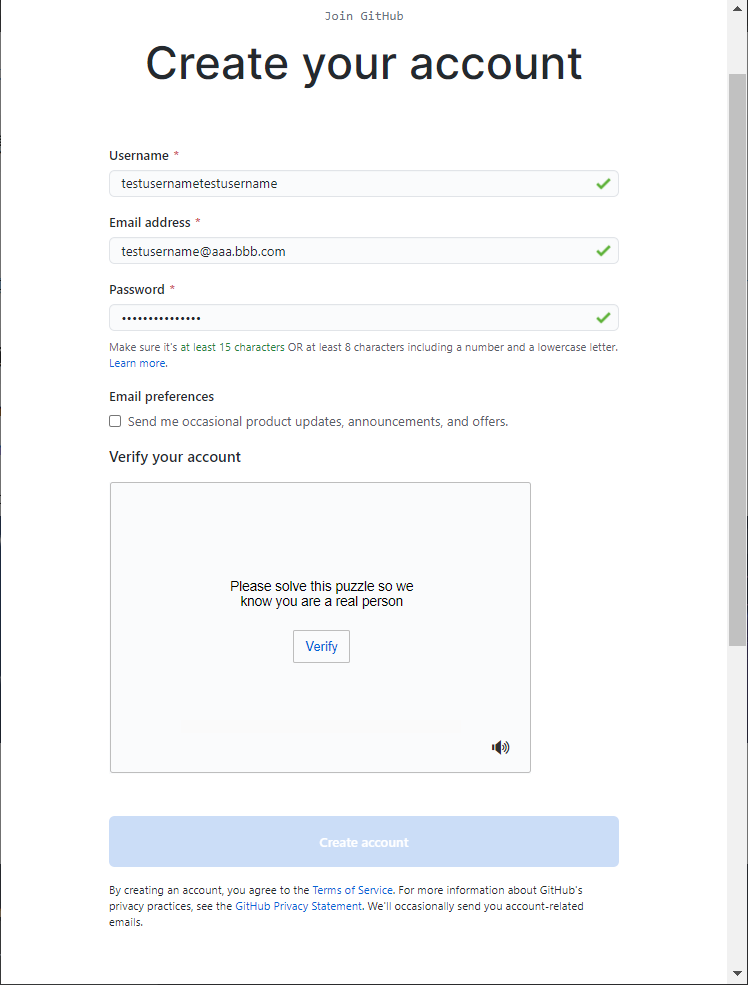 Join GitHub
Create your account
Username *
testusernametestusername
Email address *
testusername@aaa.bbb.com
Password *
•••••••••••••••
Make sure it's at least 15 characters OR at least 8 characters including a number and a lowercase letter.
Learn more.
Email preferences
Send me occasional product updates, announcements, and offers.
Verify your account
Please solve this puzzle so we
know you are a real person
Verify
Create account
By creating an account, you agree to the Terms of Service. For more information about GitHub's
privacy practices, see the GitHub Privacy Statement. We'll occasionally send you account-related
emails.